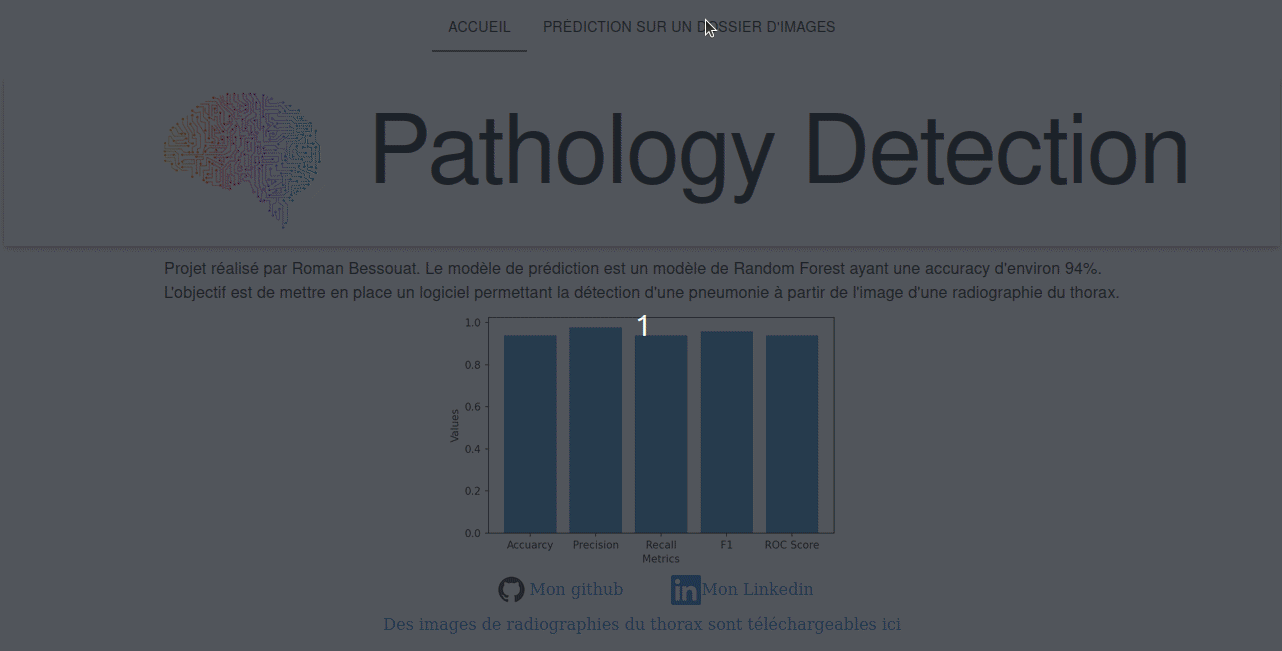 ACCUEIL PRÉDICTION SUR UN DOSSIER D'IMAGES
Pathology Detection
Projet réalisé par Roman Bessouat. Le modèle de prédiction est un modèle de Random Forest ayant une accuracy d'environ 94%.
L'objectif est de mettre en place un logiciel permettant la détection d'une pneumonie à partir de l'image d'une radiographie du thorax.
1
1.0
0.8
0.6
0.4
0.2
0.0
Values
Accuarcy Precision Recall F1 ROC Score
Metrics
Mon github Mon Linkedin
Des images de radiographies du thorax sont téléchargeables ici